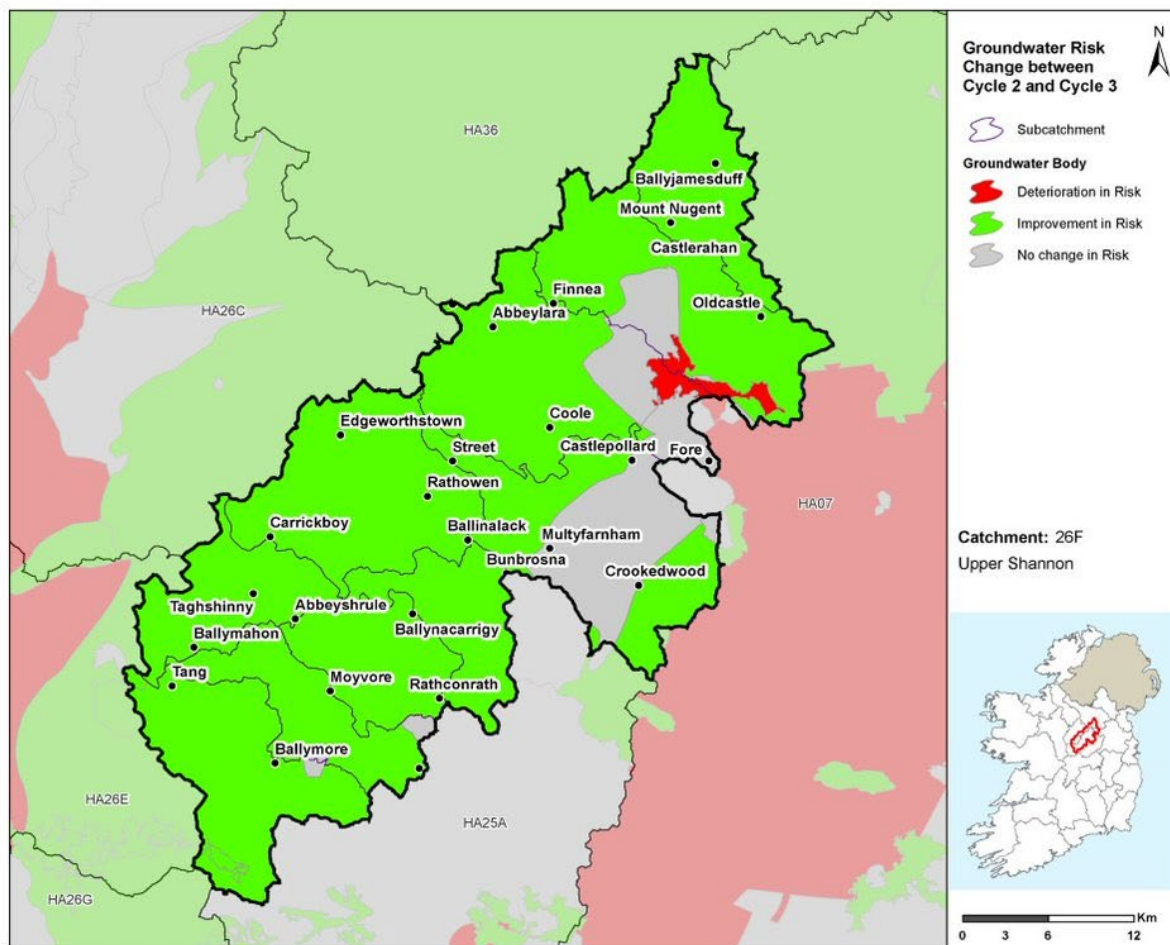 HA36
Ballyjamesduff
Mount Nugent
Castlerahan
HA26C
Finnea
Oldcastle
Abbeylara
Edgeworthstown
Coole
Street
Castlepollard
Fore
Rathowen
HA07
Carrickboy
Ballinalack
Multyfarnham
Bunbrosna
Crookedwood
Taghshinny
Abbeyshrule
Ballymahon
Ballynacarrigy
Tang
Moyvore
Rathconrath
Ballymore
HA26E
HA25A
HA26G
Groundwater Risk
Change between
Cycle 2 and Cycle 3
N
Subcatchment
Groundwater Body
Deterioration in Risk
Improvement in Risk
No change in Risk
Catchment: 26F
Upper Shannon
Km
0 3 6 12